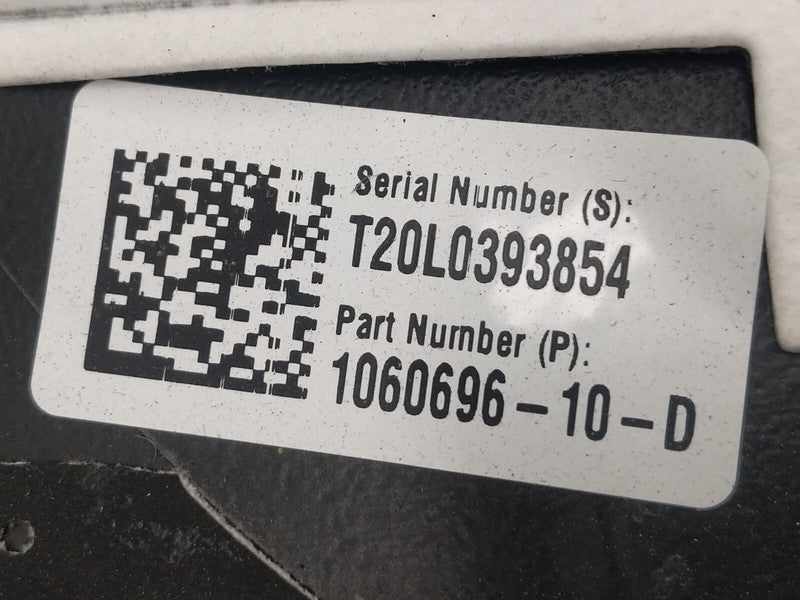 Serial Number (S):
T20L0393854
Part Number (P):
1060696-10-D